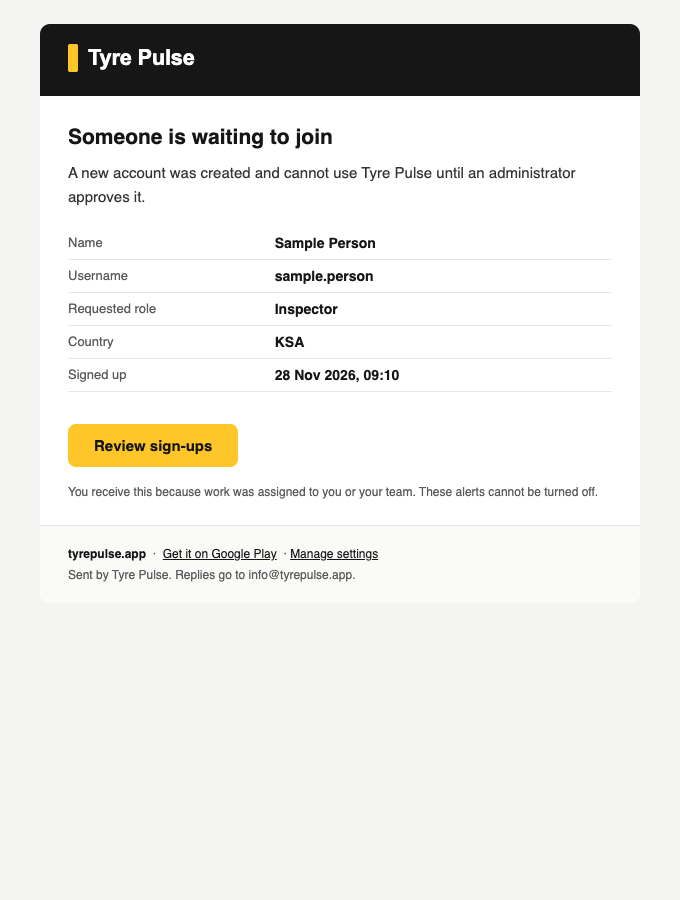 Tyre Pulse
Someone is waiting to join
A new account was created and cannot use Tyre Pulse until an administrator
approves it.
Name Sample Person
Username sample.person
Requested role Inspector
Country KSA
Signed up 28 Nov 2026, 09:10
Review sign-ups
You receive this because work was assigned to you or your team. These alerts cannot be turned off.
tyrepulse.app · Get it on Google Play · Manage settings
Sent by Tyre Pulse. Replies go to info@tyrepulse.app.